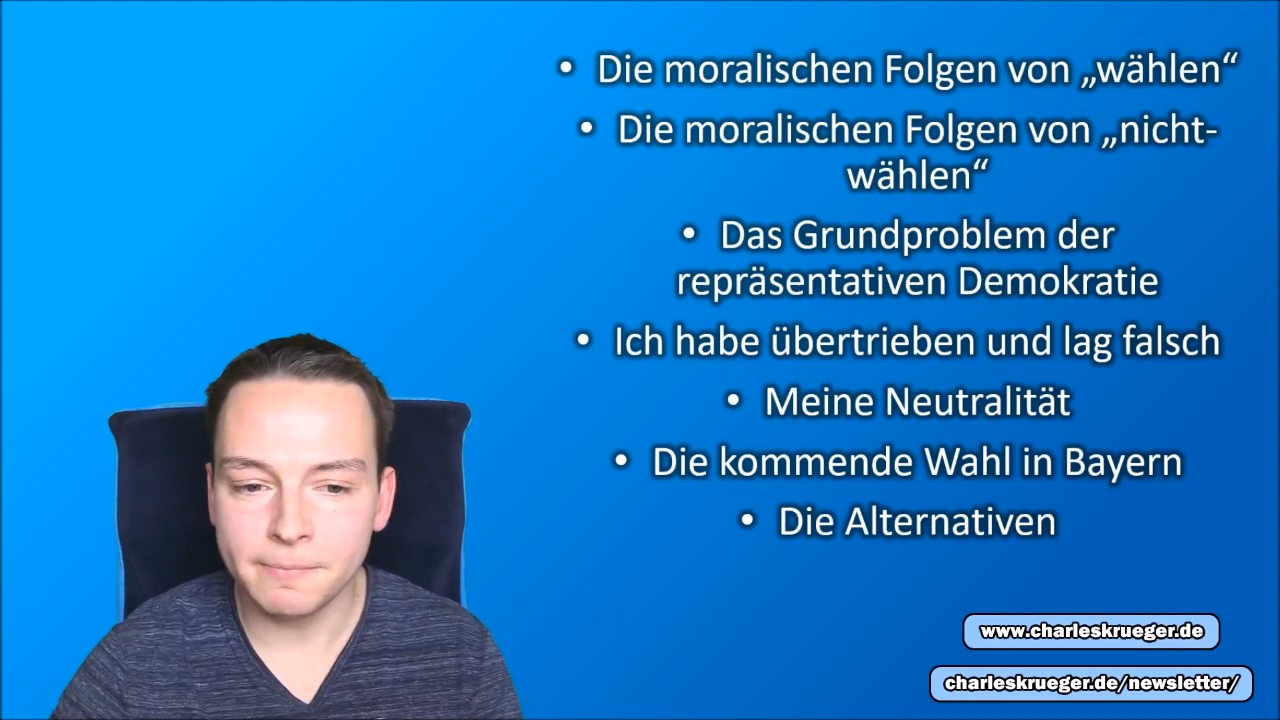 • Die moralischen Folgen von „wählen“
• Die moralischen Folgen von „nicht-
wählen“
• Das Grundproblem der
repräsentativen Demokratie
• Ich habe übertrieben und lag falsch
• Meine Neutralität
• Die kommende Wahl in Bayern
• Die Alternativen
www.charleskrueger.de
charleskrueger.de/newsletter/